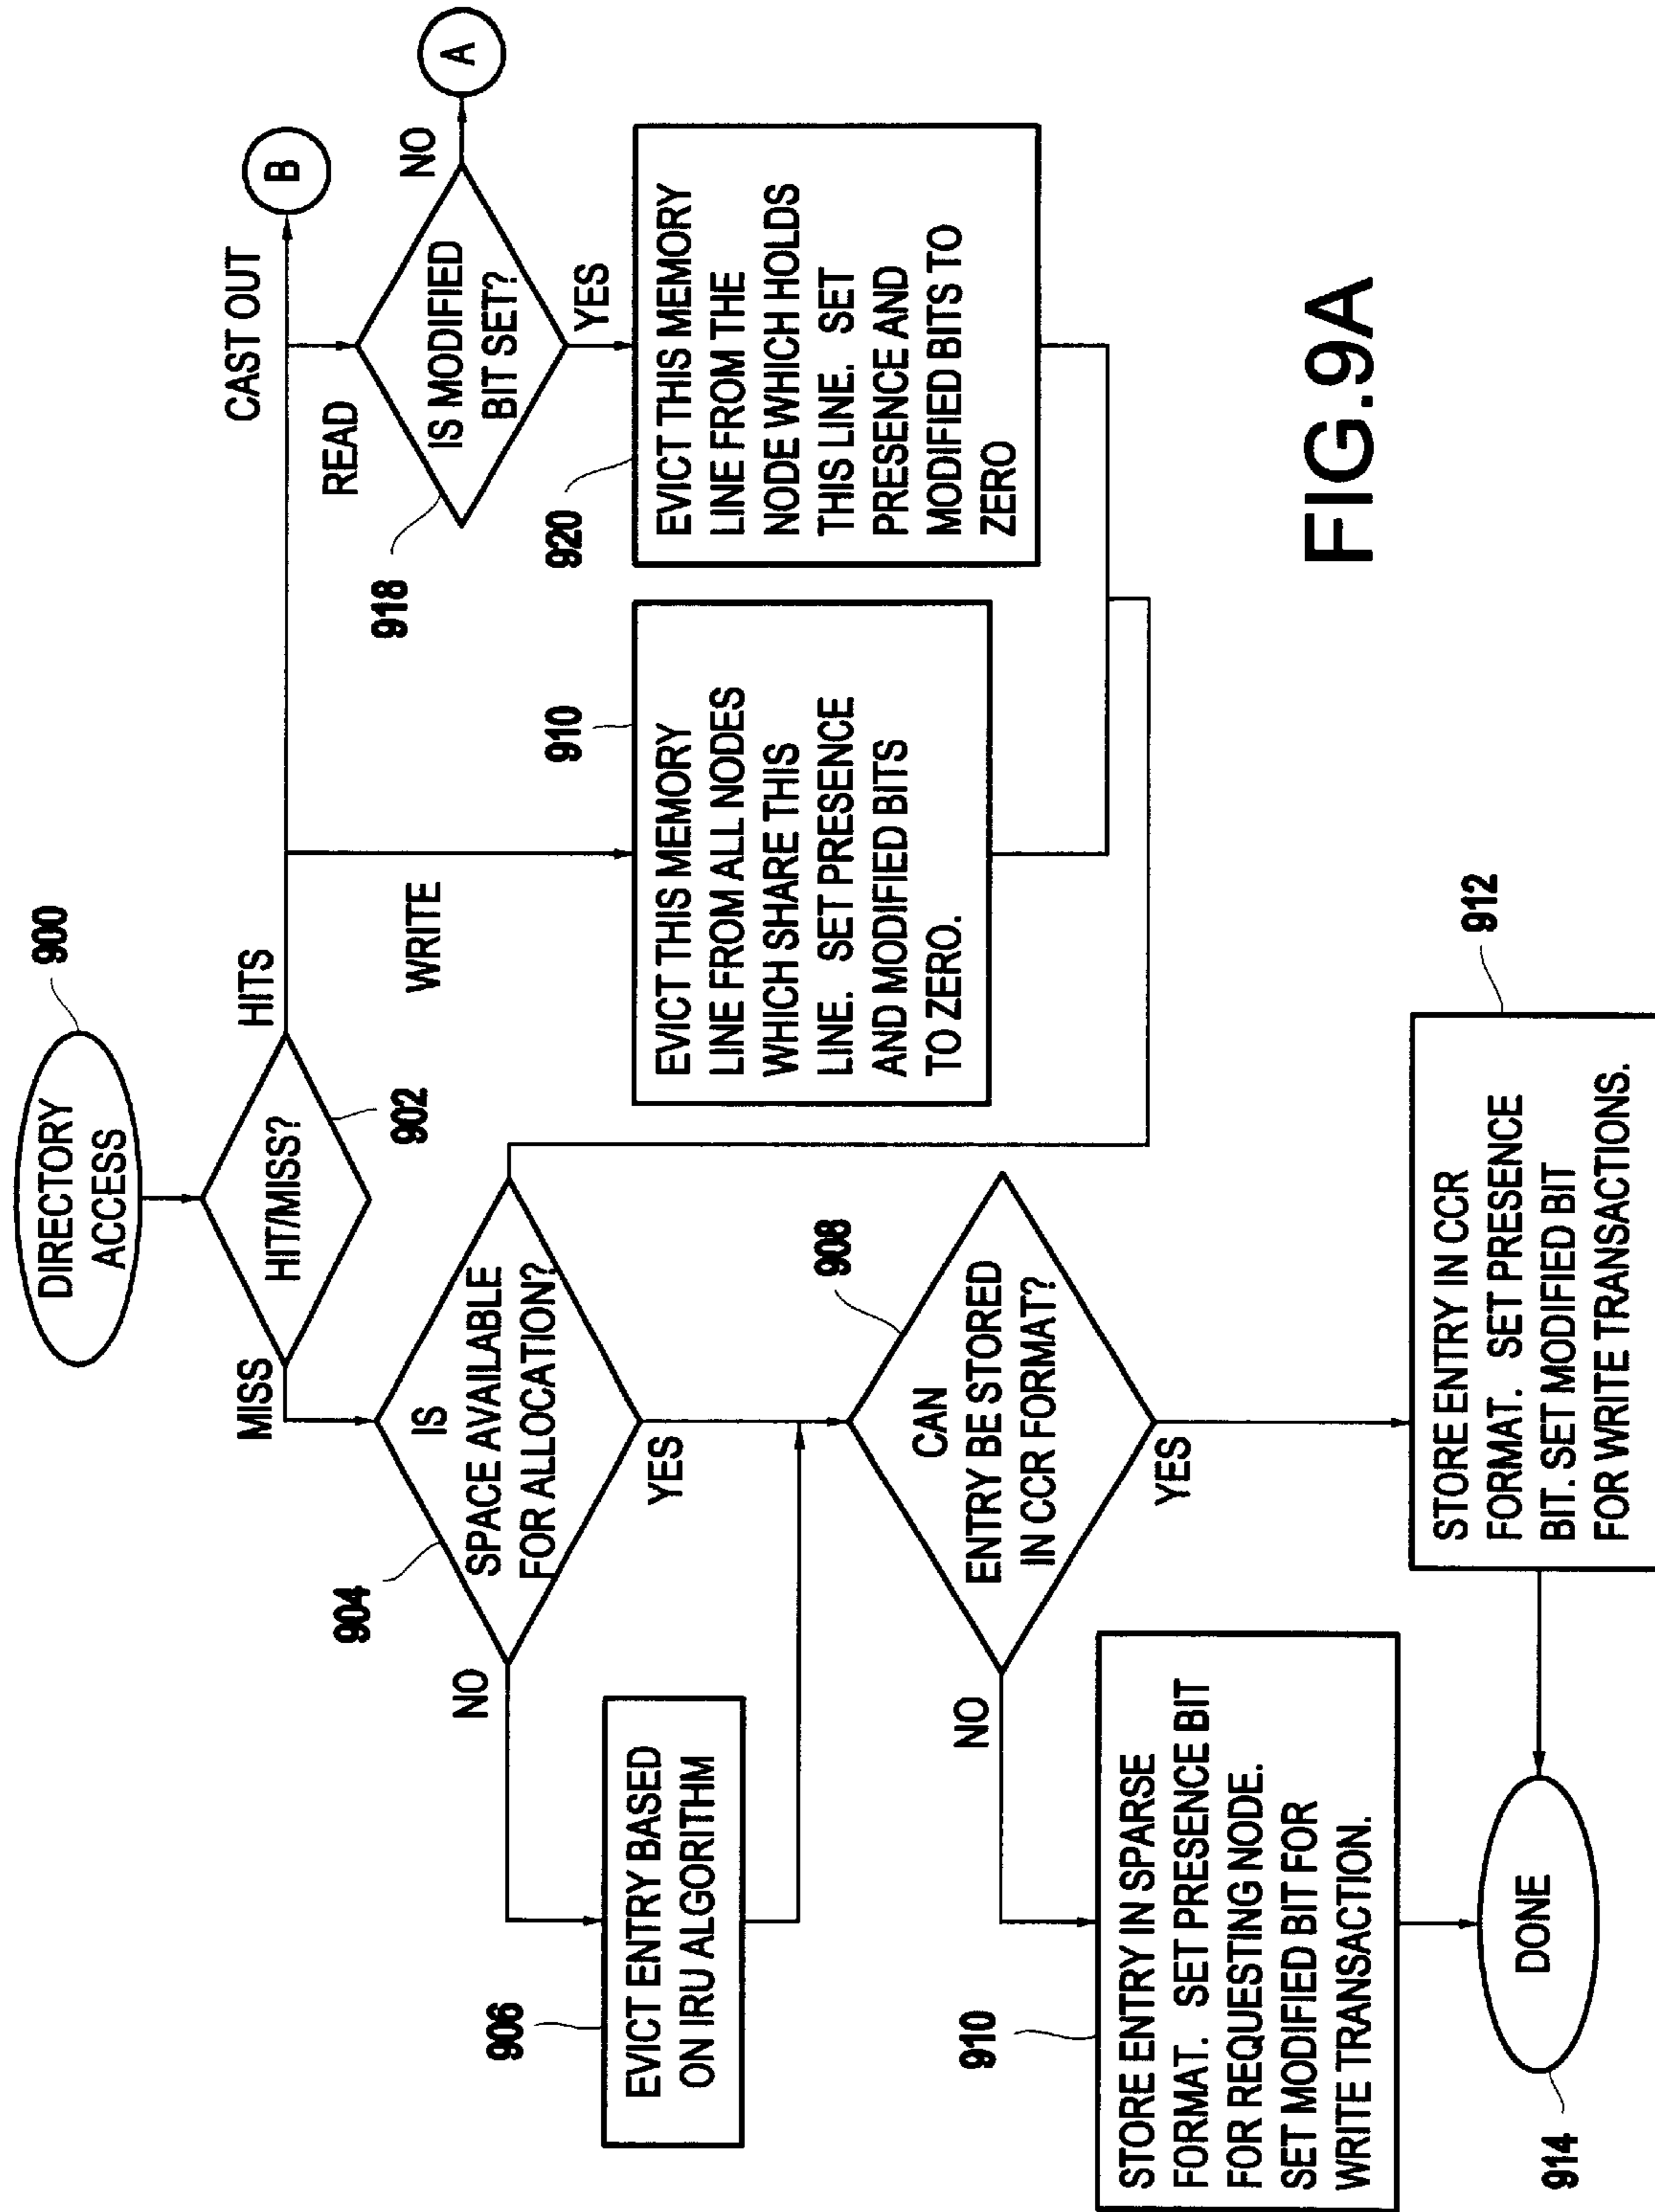 900
DIRECTORY
ACCESS
HIT/MISS?
902
MISS
HITS
CAST OUT
B
READ
WRITE
IS MODIFIED
BIT SET?
918
NO
A
YES
IS
SPACE AVAILABLE
FOR ALLOCATION?
904
NO
YES
EVICT ENTRY BASED
ON IRU ALGORITHM
906
910
EVICT THIS MEMORY
LINE FROM ALL NODES
WHICH SHARE THIS
LINE. SET PRESENCE
AND MODIFIED BITS
TO ZERO.
920
EVICT THIS MEMORY
LINE FROM THE
NODE WHICH HOLDS
THIS LINE. SET
PRESENCE AND
MODIFIED BITS TO
ZERO
CAN
ENTRY BE STORED
IN CCR FORMAT?
908
NO
YES
910
STORE ENTRY IN SPARSE
FORMAT. SET PRESENCE BIT
FOR REQUESTING NODE.
SET MODIFIED BIT FOR
WRITE TRANSACTION.
912
STORE ENTRY IN CCR
FORMAT. SET PRESENCE
BIT. SET MODIFIED BIT
FOR WRITE TRANSACTIONS.
DONE
914
FIG.9A